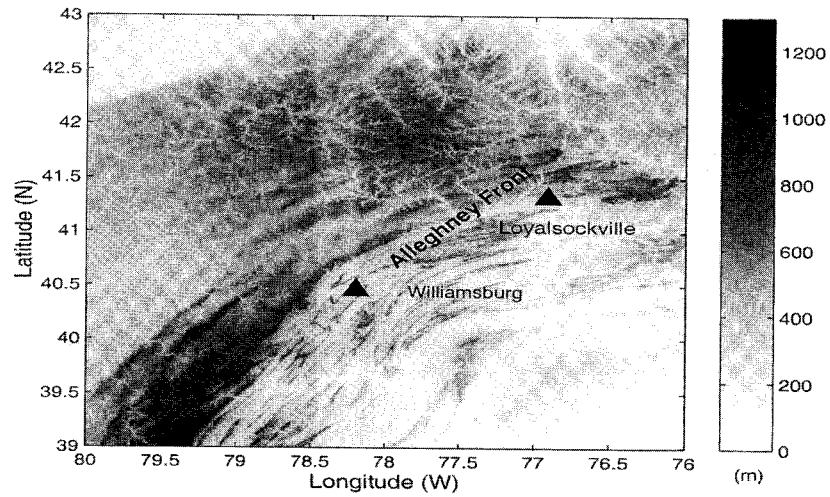 43
42.5
42
41.5
41
40.5
40
39.5
39
Latitude (N)
Alleghney Front
Loyalsockville
Williamsburg
80 79.5 79 78.5 78 77.5 77 76.5 76
Longitude (W)
1200
1000
800
600
400
200
0
(m)